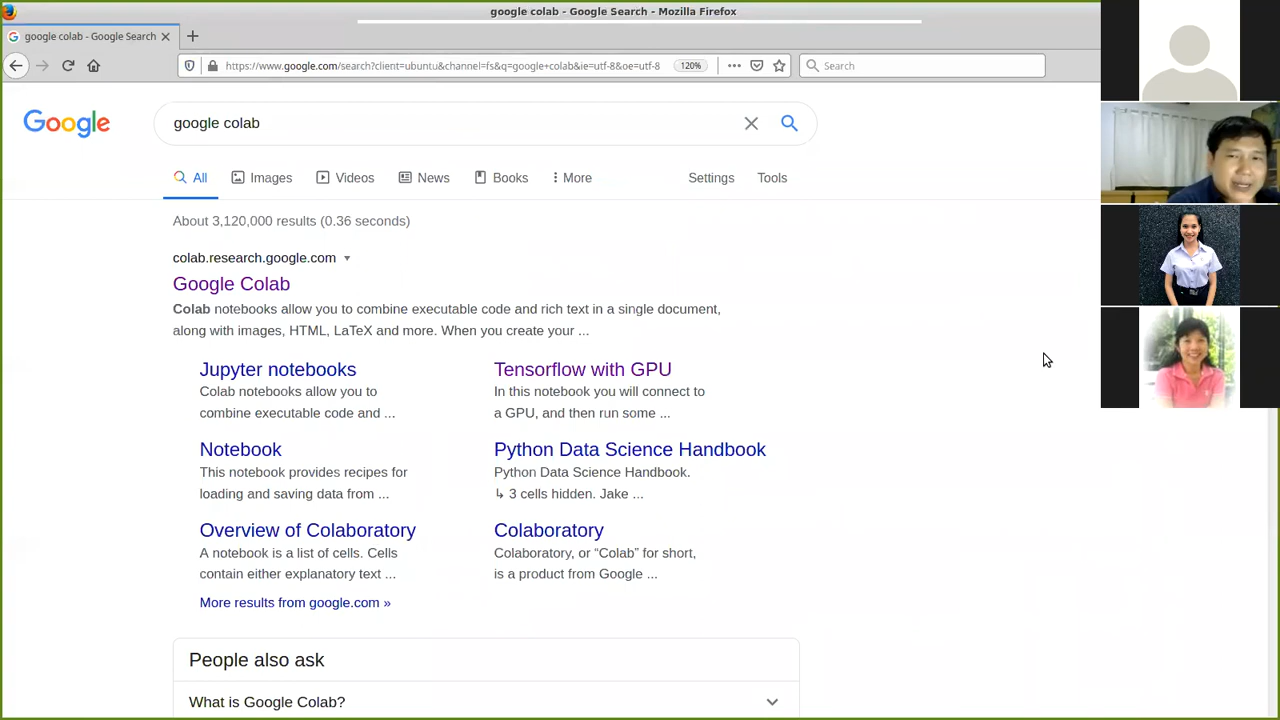 google colab - Google Search - Mozilla Firefox
google colab - Google Search
https://www.google.com/search?client=ubuntu&channel=fs&q=google+colab&ie=utf-8&oe=utf-8
120%
Search
Google
google colab
All
Images
Videos
News
Books
More
Settings
Tools
About 3,120,000 results (0.36 seconds)
colab.research.google.com
Google Colab
Colab notebooks allow you to combine executable code and rich text in a single document,
along with images, HTML, LaTeX and more. When you create your ...
Jupyter notebooks
Colab notebooks allow you to
combine executable code and ...
Tensorflow with GPU
In this notebook you will connect to
a GPU, and then run some ...
Notebook
This notebook provides recipes for
loading and saving data from ...
Python Data Science Handbook
Python Data Science Handbook.
↳ 3 cells hidden. Jake ...
Overview of Colaboratory
A notebook is a list of cells. Cells
contain either explanatory text ...
Colaboratory
Colaboratory, or “Colab” for short,
is a product from Google ...
More results from google.com »
People also ask
What is Google Colab?